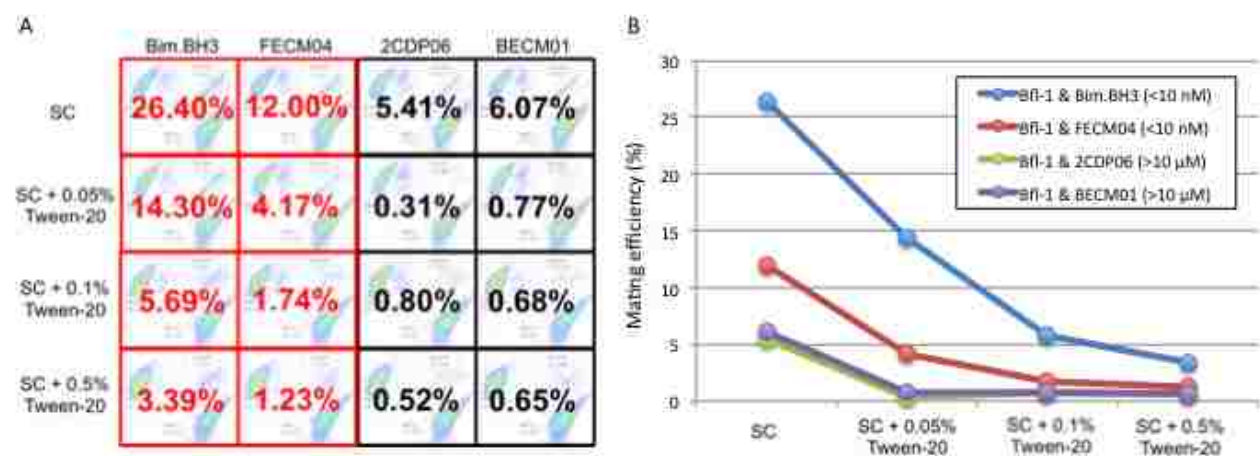 A
Bim.BH3 FECM04 2CDP06 BECM01
SC 26.40% 12.00% 5.41% 6.07%
SC + 0.05%
Tween-20
14.30% 4.17% 0.31% 0.77%
SC + 0.1%
Tween-20
5.69% 1.74% 0.80% 0.68%
SC + 0.5%
Tween-20
3.39% 1.23% 0.52% 0.65%
B
Mating efficiency (%)
30
25
20
15
10
5
0
Bfl-1 & Bim.BH3 (<10 nM)
Bfl-1 & FECM04 (<10 nM)
Bfl-1 & 2CDP06 (>10 µM)
Bfl-1 & BECM01 (>10 µM)
SC
SC + 0.05%
Tween-20
SC + 0.1%
Tween-20
SC + 0.5%
Tween-20